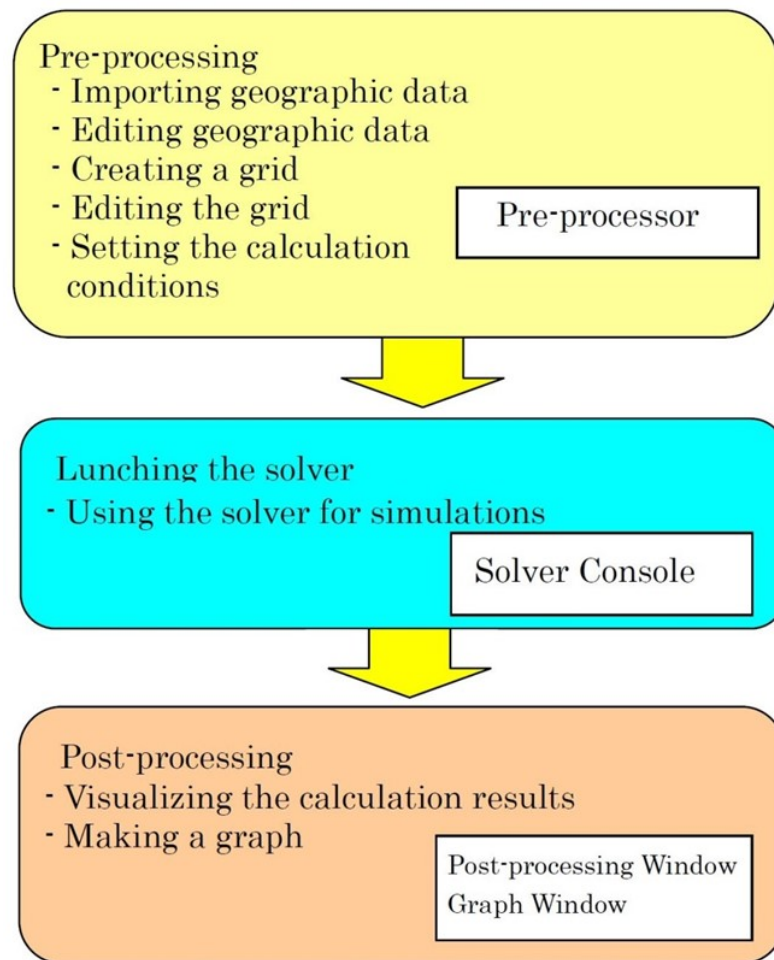 Pre-processing
- Importing geographic data
- Editing geographic data
- Creating a grid
- Editing the grid
- Setting the calculation
conditions
Pre-processor
Lunching the solver
- Using the solver for simulations
Solver Console
Post-processing
- Visualizing the calculation results
- Making a graph
Post-processing Window
Graph Window